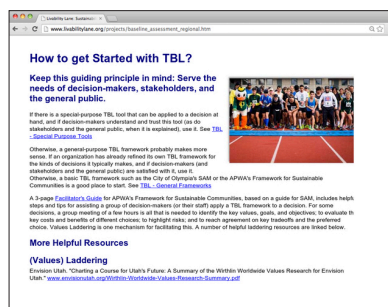 Livability Lane: Sustainabil
www.livabilitylane.org/projects/baseline_assessment_regional.htm
How to get Started with TBL?
Keep this guiding principle in mind: Serve the
needs of decision-makers, stakeholders, and
the general public.
If there is a special-purpose TBL tool that can be applied to a decision at
hand, and if decision-makers understand and trust this tool (as do
stakeholders and the general public, when it is explained), use it. See TBL
- Special Purpose Tools
Otherwise, a general-purpose TBL framework probably makes more
sense. If an organization has already refined its own TBL framework for
the kinds of decisions it typically makes, and if decision-makers (and
stakeholders and the general public) are satisfied with it, use it.
Otherwise, a basic TBL framework such as the City of Olympia's SAM or the APWA's Framework for Sustainable
Communities is a good place to start. See TBL - General Frameworks
A 3-page Facilitator's Guide for APWA's Framework for Sustainable Communities, based on a guide for SAM, includes helpfu
steps and tips for assisting a group of decision-makers (or their staff) apply a TBL framework to a decision. For some
decisions, a group meeting of a few hours is all that is needed to identify the key values, goals, and objectives; to evaluate th
key costs and benefits of different choices; to highlight risks; and to reach agreement on key tradeoffs and the preferred
choice. Values Laddering is one mechanism for facilitating this. A number of helpful laddering resources are linked below.
More Helpful Resources
(Values) Laddering
Envision Utah. "Charting a Course for Utah's Future: A Summary of the Wirthlin Worldwide Values Research for Envision
Utah." www.envisionutah.org/Wirthlin-Worldwide-Values-Research-Summary.pdf